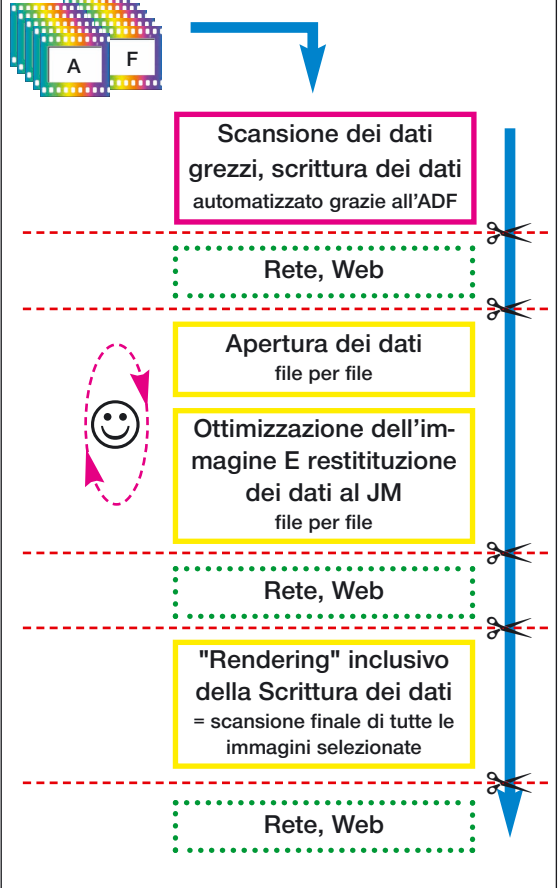 A F
Scansione dei dati
grezzi, scrittura dei dati
automatizzato grazie all'ADF
Rete, Web
Apertura dei dati
file per file
Ottimizzazione dell'im-
magine E restitituzione
dei dati al JM
file per file
Rete, Web
"Rendering" inclusivo
della Scrittura dei dati
= scansione finale di tutte le
immagini selezionate
Rete, Web